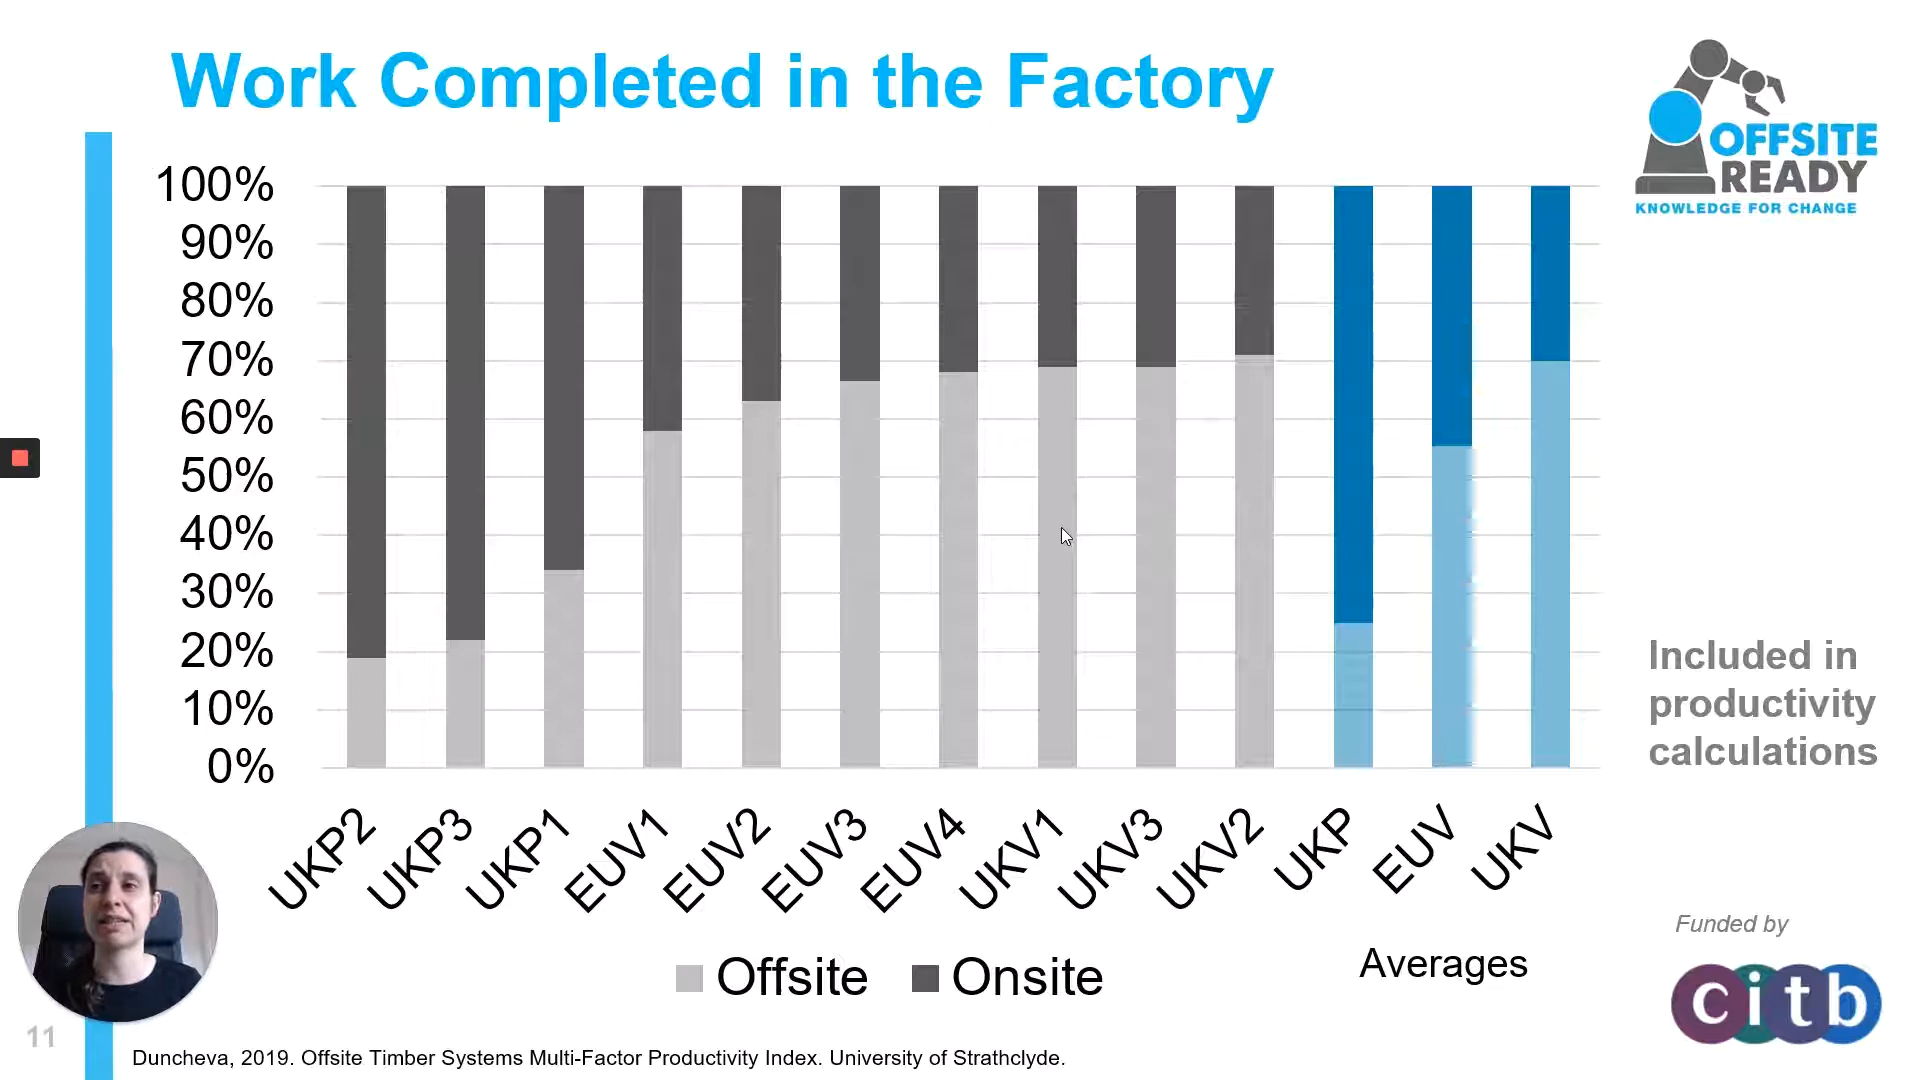 Work Completed in the Factory
OFFSITE
READY
KNOWLEDGE FOR CHANGE
100%
90%
80%
70%
60%
50%
40%
30%
20%
10%
0%
UKP2
UKP3
UKP1
EUV1
EUV2
EUV3
EUV4
UKV1
UKV3
UKV2
UKP
EUV
UKV
Included in
productivity
calculations
Offsite
Onsite
Averages
Funded by
citb
11
Duncheva, 2019. Offsite Timber Systems Multi-Factor Productivity Index. University of Strathclyde.